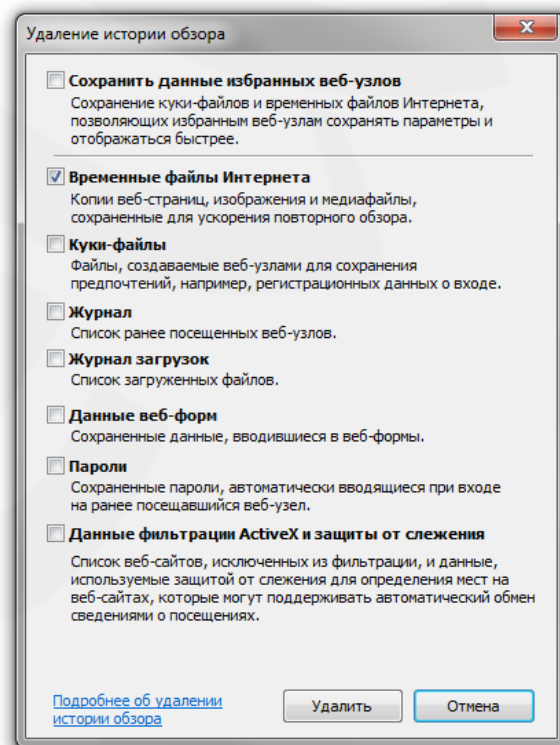 Удаление истории обзора
Сохранить данные избранных веб-узлов
Сохранение куки-файлов и временных файлов Интернета,
позволяющих избранным веб-узлам сохранять параметры и
отображаться быстрее.
Временные файлы Интернета
Копии веб-страниц, изображения и медиафайлы,
сохраненные для ускорения повторного обзора.
Куки-файлы
Файлы, создаваемые веб-узлами для сохранения
предпочтений, например, регистрационных данных о входе.
Журнал
Список ранее посещенных веб-узлов.
Журнал загрузок
Список загруженных файлов.
Данные веб-форм
Сохраненные данные, вводившиеся в веб-формы.
Пароли
Сохраненные пароли, автоматически вводящиеся при входе
на ранее посещавшийся веб-узел.
Данные фильтрации ActiveX и защиты от слежения
Список веб-сайтов, исключенных из фильтрации, и данные,
используемые защитой от слежения для определения мест на
веб-сайтах, которые могут поддерживать автоматический обмен
сведениями о посещениях.
Подробнее об удалении
истории обзора
Удалить
Отмена